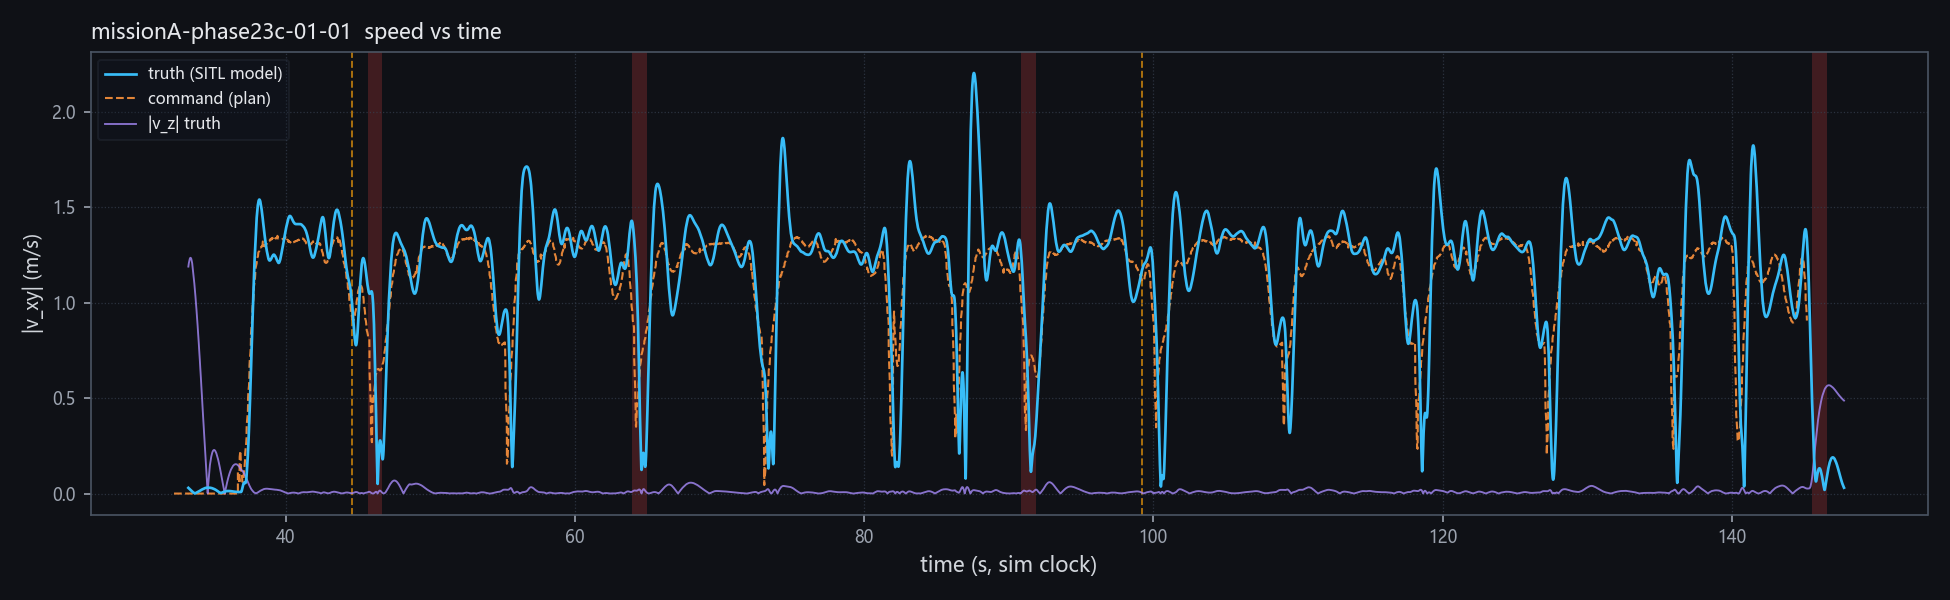 missionA-phase23c-01-01  speed vs time
truth (SITL model)
command (plan)
|v_z| truth
|v_xy| (m/s)
2.0
1.5
1.0
0.5
0.0
40
60
80
100
120
140
time (s, sim clock)